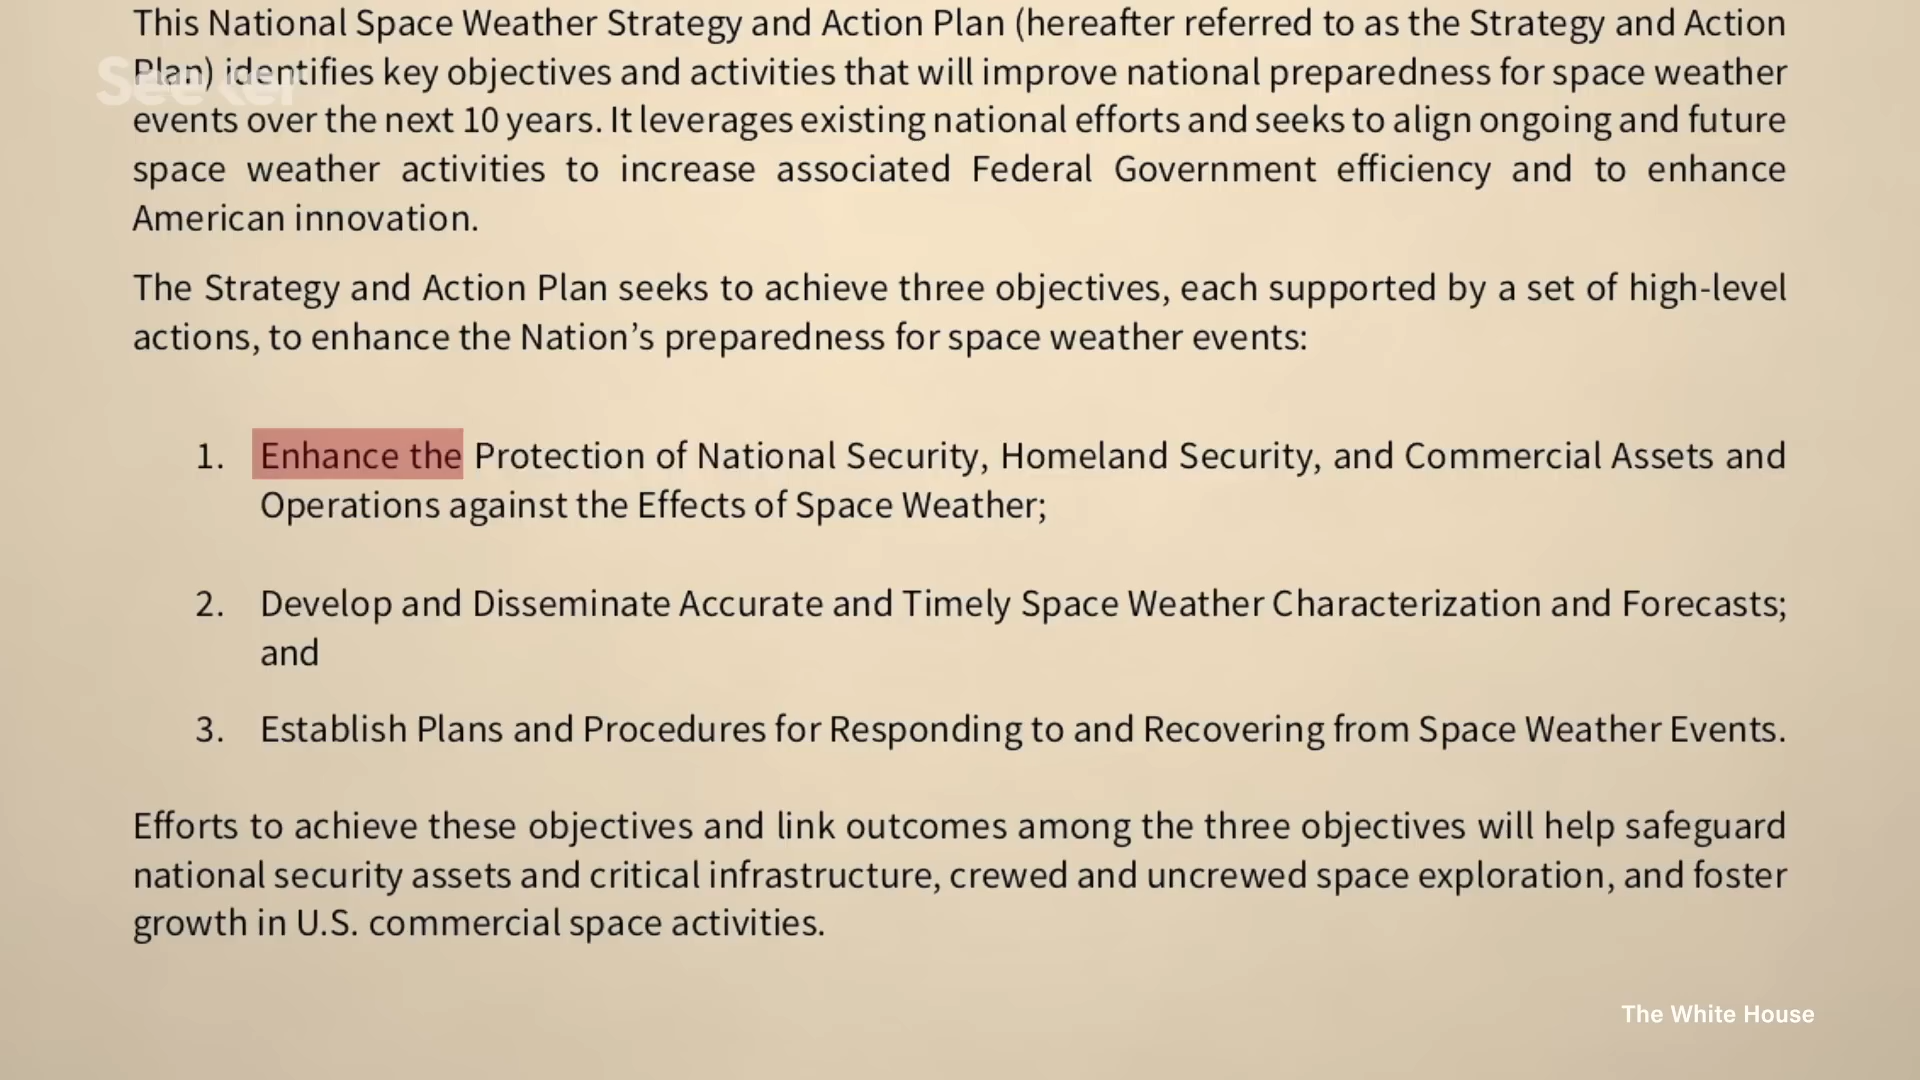 This National Space Weather Strategy and Action Plan (hereafter referred to as the Strategy and Action
Seeker
Plan) identifies key objectives and activities that will improve national preparedness for space weather
events over the next 10 years. It leverages existing national efforts and seeks to align ongoing and future
space weather activities to increase associated Federal Government efficiency and to enhance
American innovation.
The Strategy and Action Plan seeks to achieve three objectives, each supported by a set of high-level
actions, to enhance the Nation’s preparedness for space weather events:
1. Enhance the Protection of National Security, Homeland Security, and Commercial Assets and
Operations against the Effects of Space Weather;
2. Develop and Disseminate Accurate and Timely Space Weather Characterization and Forecasts;
and
3. Establish Plans and Procedures for Responding to and Recovering from Space Weather Events.
Efforts to achieve these objectives and link outcomes among the three objectives will help safeguard
national security assets and critical infrastructure, crewed and uncrewed space exploration, and foster
growth in U.S. commercial space activities.
The White House